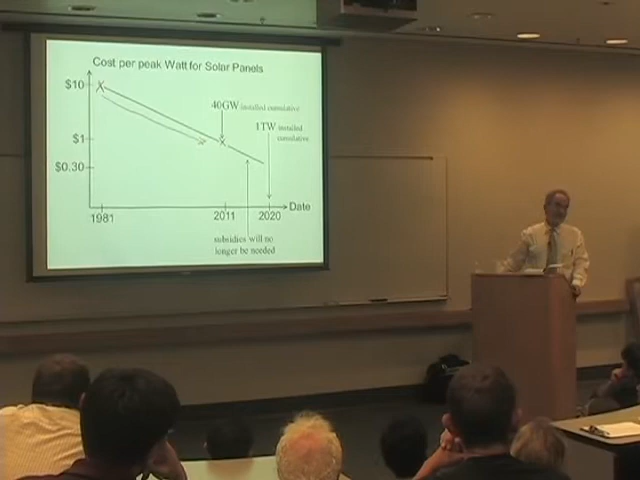 Cost per peak Watt for Solar Panels
$10
40GW installed cumulative
1TW installed
cumulative
$1
$0.30
Date
1981
2011
2020
subsidies will no
longer be needed